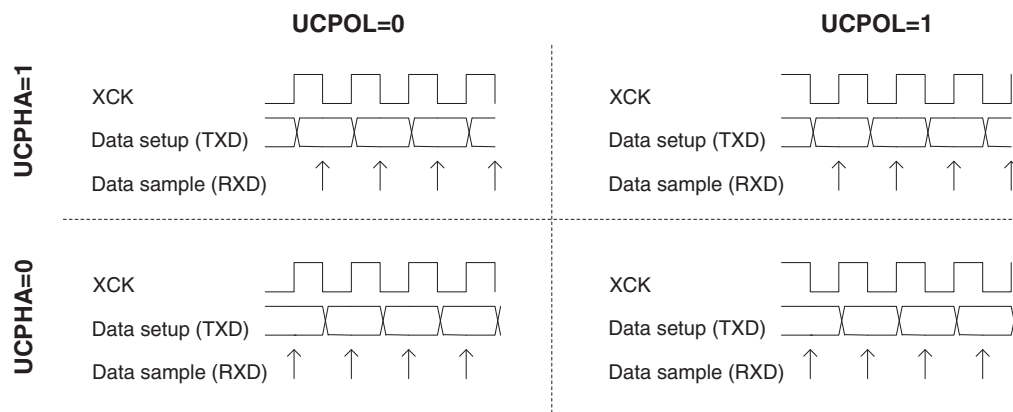 UCPOL=0
UCPOL=1
UCPHA=1
XCK
Data setup (TXD)
Data sample (RXD)
XCK
Data setup (TXD)
Data sample (RXD)
UCPHA=0
XCK
Data setup (TXD)
Data sample (RXD)
XCK
Data setup (TXD)
Data sample (RXD)